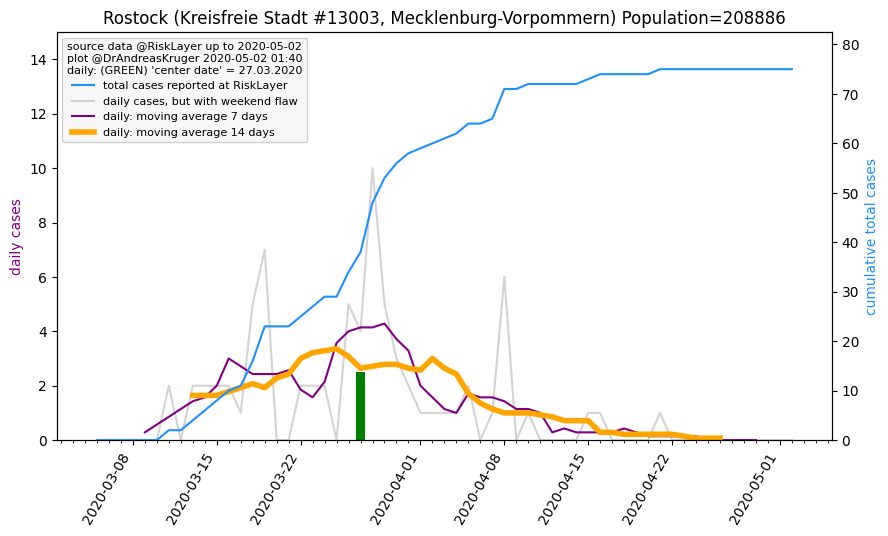 Rostock (Kreisfreie Stadt #13003, Mecklenburg-Vorpommern) Population=208886
source data @RiskLayer up to 2020-05-02
plot @DrAndreasKruger 2020-05-02 01:40
daily: (GREEN) 'center date' = 27.03.2020
total cases reported at RiskLayer
daily cases, but with weekend flaw
daily: moving average 7 days
daily: moving average 14 days
daily cases
14
12
10
8
6
4
2
0
cumulative total cases
80
70
60
50
40
30
20
10
0
2020-03-08
2020-03-15
2020-03-22
2020-04-01
2020-04-08
2020-04-15
2020-04-22
2020-05-01